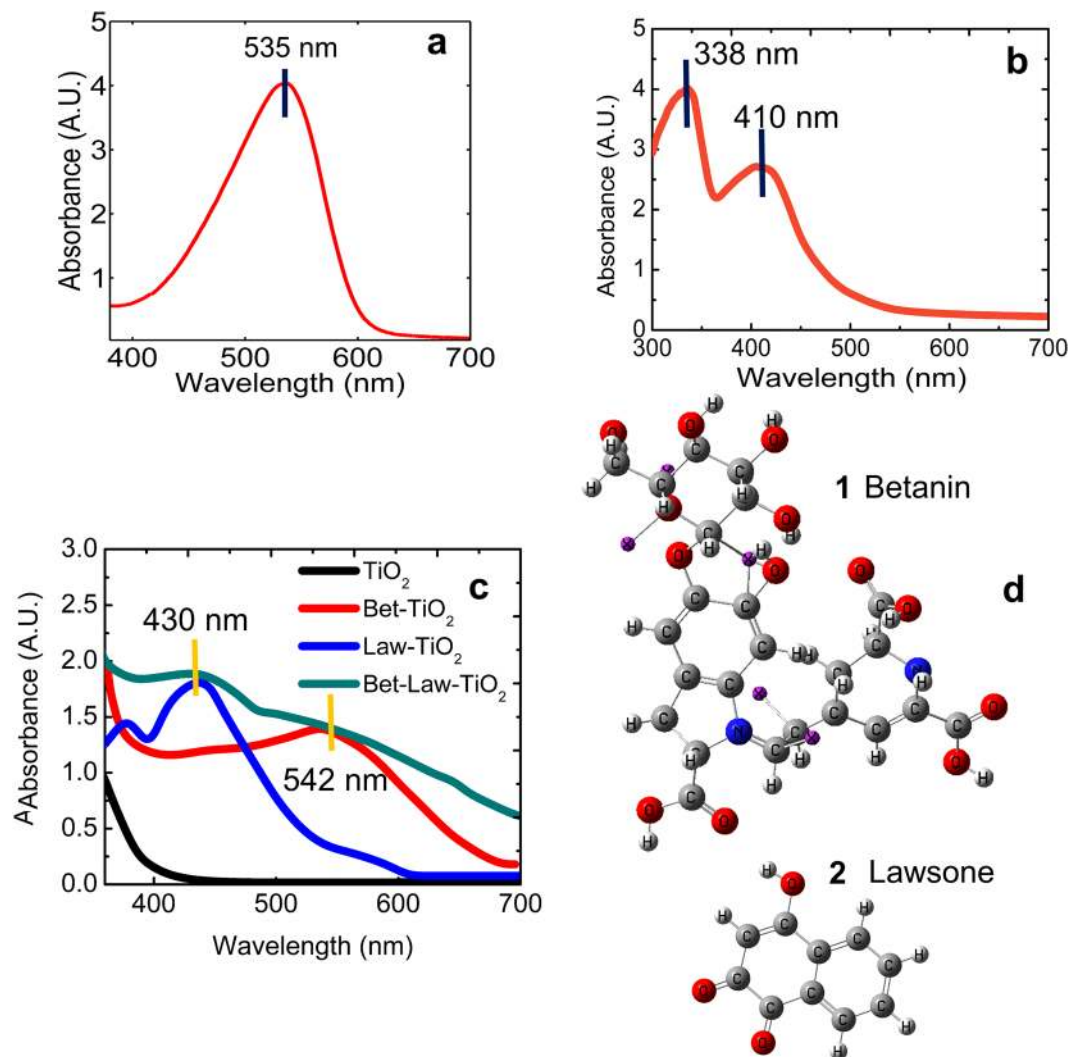 a
535 nm
5
4
3
2
1
400 500 600 700
Absorbance (A.U.)
Wavelength (nm)
b
338 nm
410 nm
5
4
3
2
1
0
300 400 500 600 700
Absorbance (A.U.)
Wavelength (nm)
c
3.0
2.5
2.0
1.5
1.0
0.5
0.0
400 500 600 700
AAbsorbance (A.U.)
Wavelength (nm)
TiO₂
Bet-TiO₂
Law-TiO₂
Bet-Law-TiO₂
430 nm
542 nm
d
1 Betanin
2 Lawsone